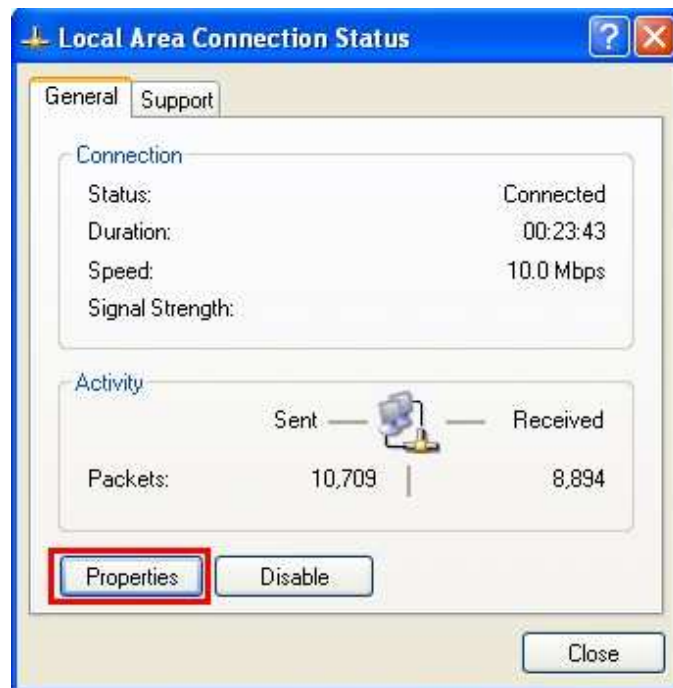 Local Area Connection Status
General Support
Connection
Status: Connected
Duration: 00:23:43
Speed: 10.0 Mbps
Signal Strength:
Activity
Sent Received
Packets: 10,709 8,894
Properties Disable
Close